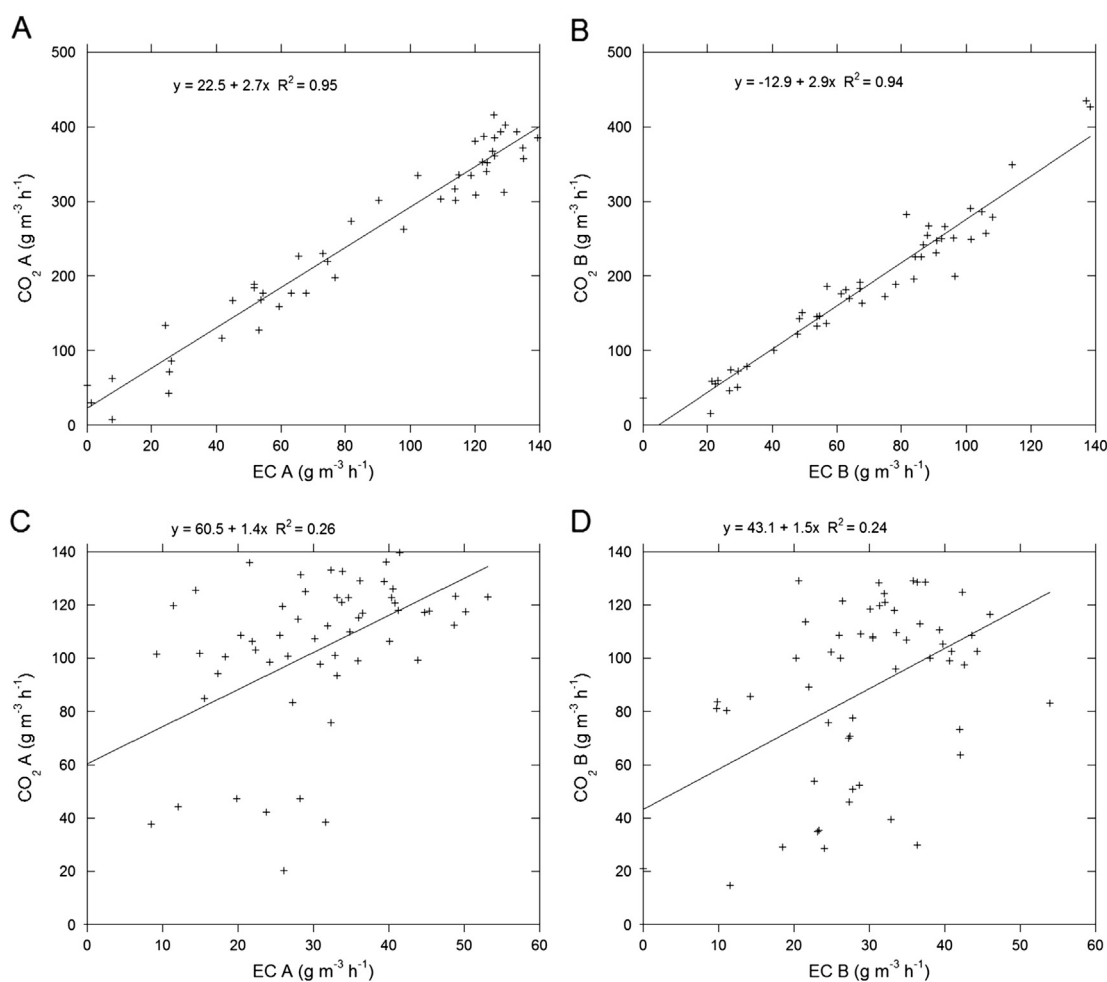 A
y = 22.5 + 2.7x R² = 0.95
500
400
300
200
100
0
CO₂ A (g m⁻³ h⁻¹)
0 20 40 60 80 100 120 140
EC A (g m⁻³ h⁻¹)
B
y = -12.9 + 2.9x R² = 0.94
500
400
300
200
100
0
CO₂ B (g m⁻³ h⁻¹)
0 20 40 60 80 100 120 140
EC B (g m⁻³ h⁻¹)
C
y = 60.5 + 1.4x R² = 0.26
140
120
100
80
60
40
20
0
CO₂ A (g m⁻³ h⁻¹)
0 10 20 30 40 50 60
EC A (g m⁻³ h⁻¹)
D
y = 43.1 + 1.5x R² = 0.24
140
120
100
80
60
40
20
0
CO₂ B (g m⁻³ h⁻¹)
0 10 20 30 40 50 60
EC B (g m⁻³ h⁻¹)